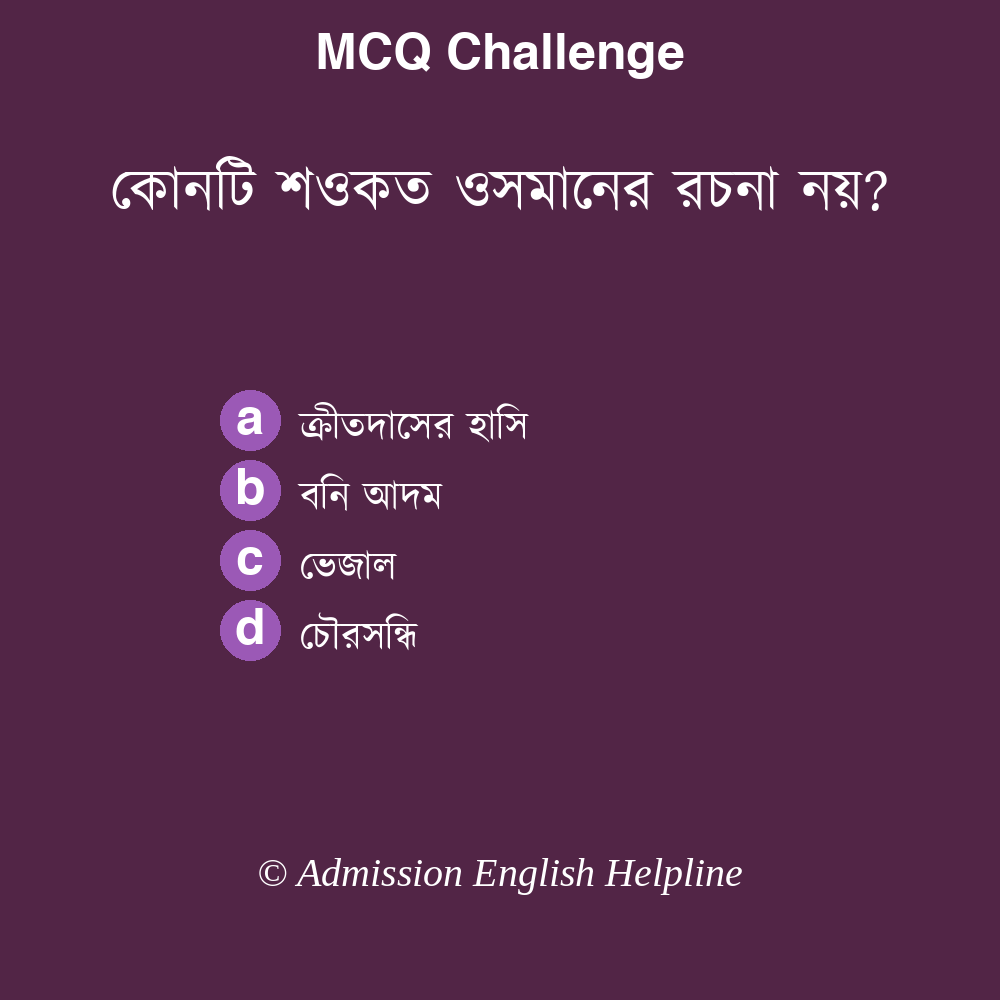 MCQ Challenge
কোনটি শওকত ওসমানের রচনা নয়?
a ক্রীতদাসের হাসি
b বনি আদম
c ভেজাল
d চৌরসন্ধি
© Admission English Helpline